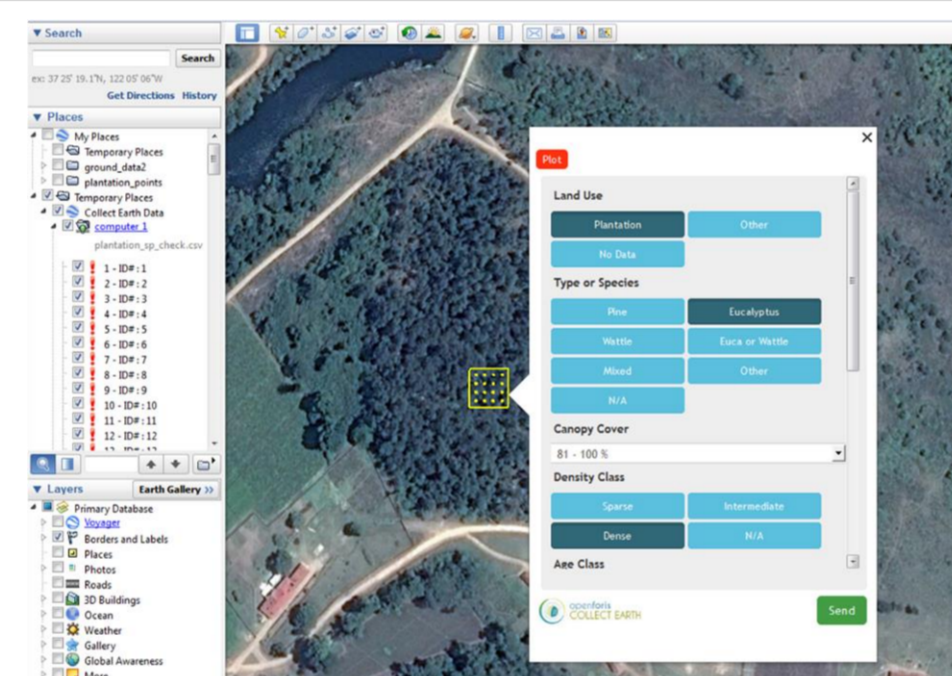 Search
Search
ex: 37 25' 19.1"N, 122 05' 06"W
Get Directions History
Places
My Places
Temporary Places
ground_data2
plantation_points
Temporary Places
Collect Earth Data
computer 1
plantation_sp_check.csv
1 - ID# : 1
2 - ID# : 2
3 - ID# : 3
4 - ID# : 4
5 - ID# : 5
6 - ID# : 6
7 - ID# : 7
8 - ID# : 8
9 - ID# : 9
10 - ID# : 10
11 - ID# : 11
12 - ID# : 12
Layers
Earth Gallery >>
Primary Database
Voyager
Borders and Labels
Places
Photos
Roads
3D Buildings
Ocean
Weather
Gallery
Global Awareness
More
Plot
Land Use
Plantation Other
No Data
Type or Species
Pine Eucalyptus
Wattle Euca or Wattle
Mixed Other
N/A
Canopy Cover
81 - 100 %
Density Class
Sparse Intermediate
Dense N/A
Age Class
openforis
COLLECT EARTH
Send